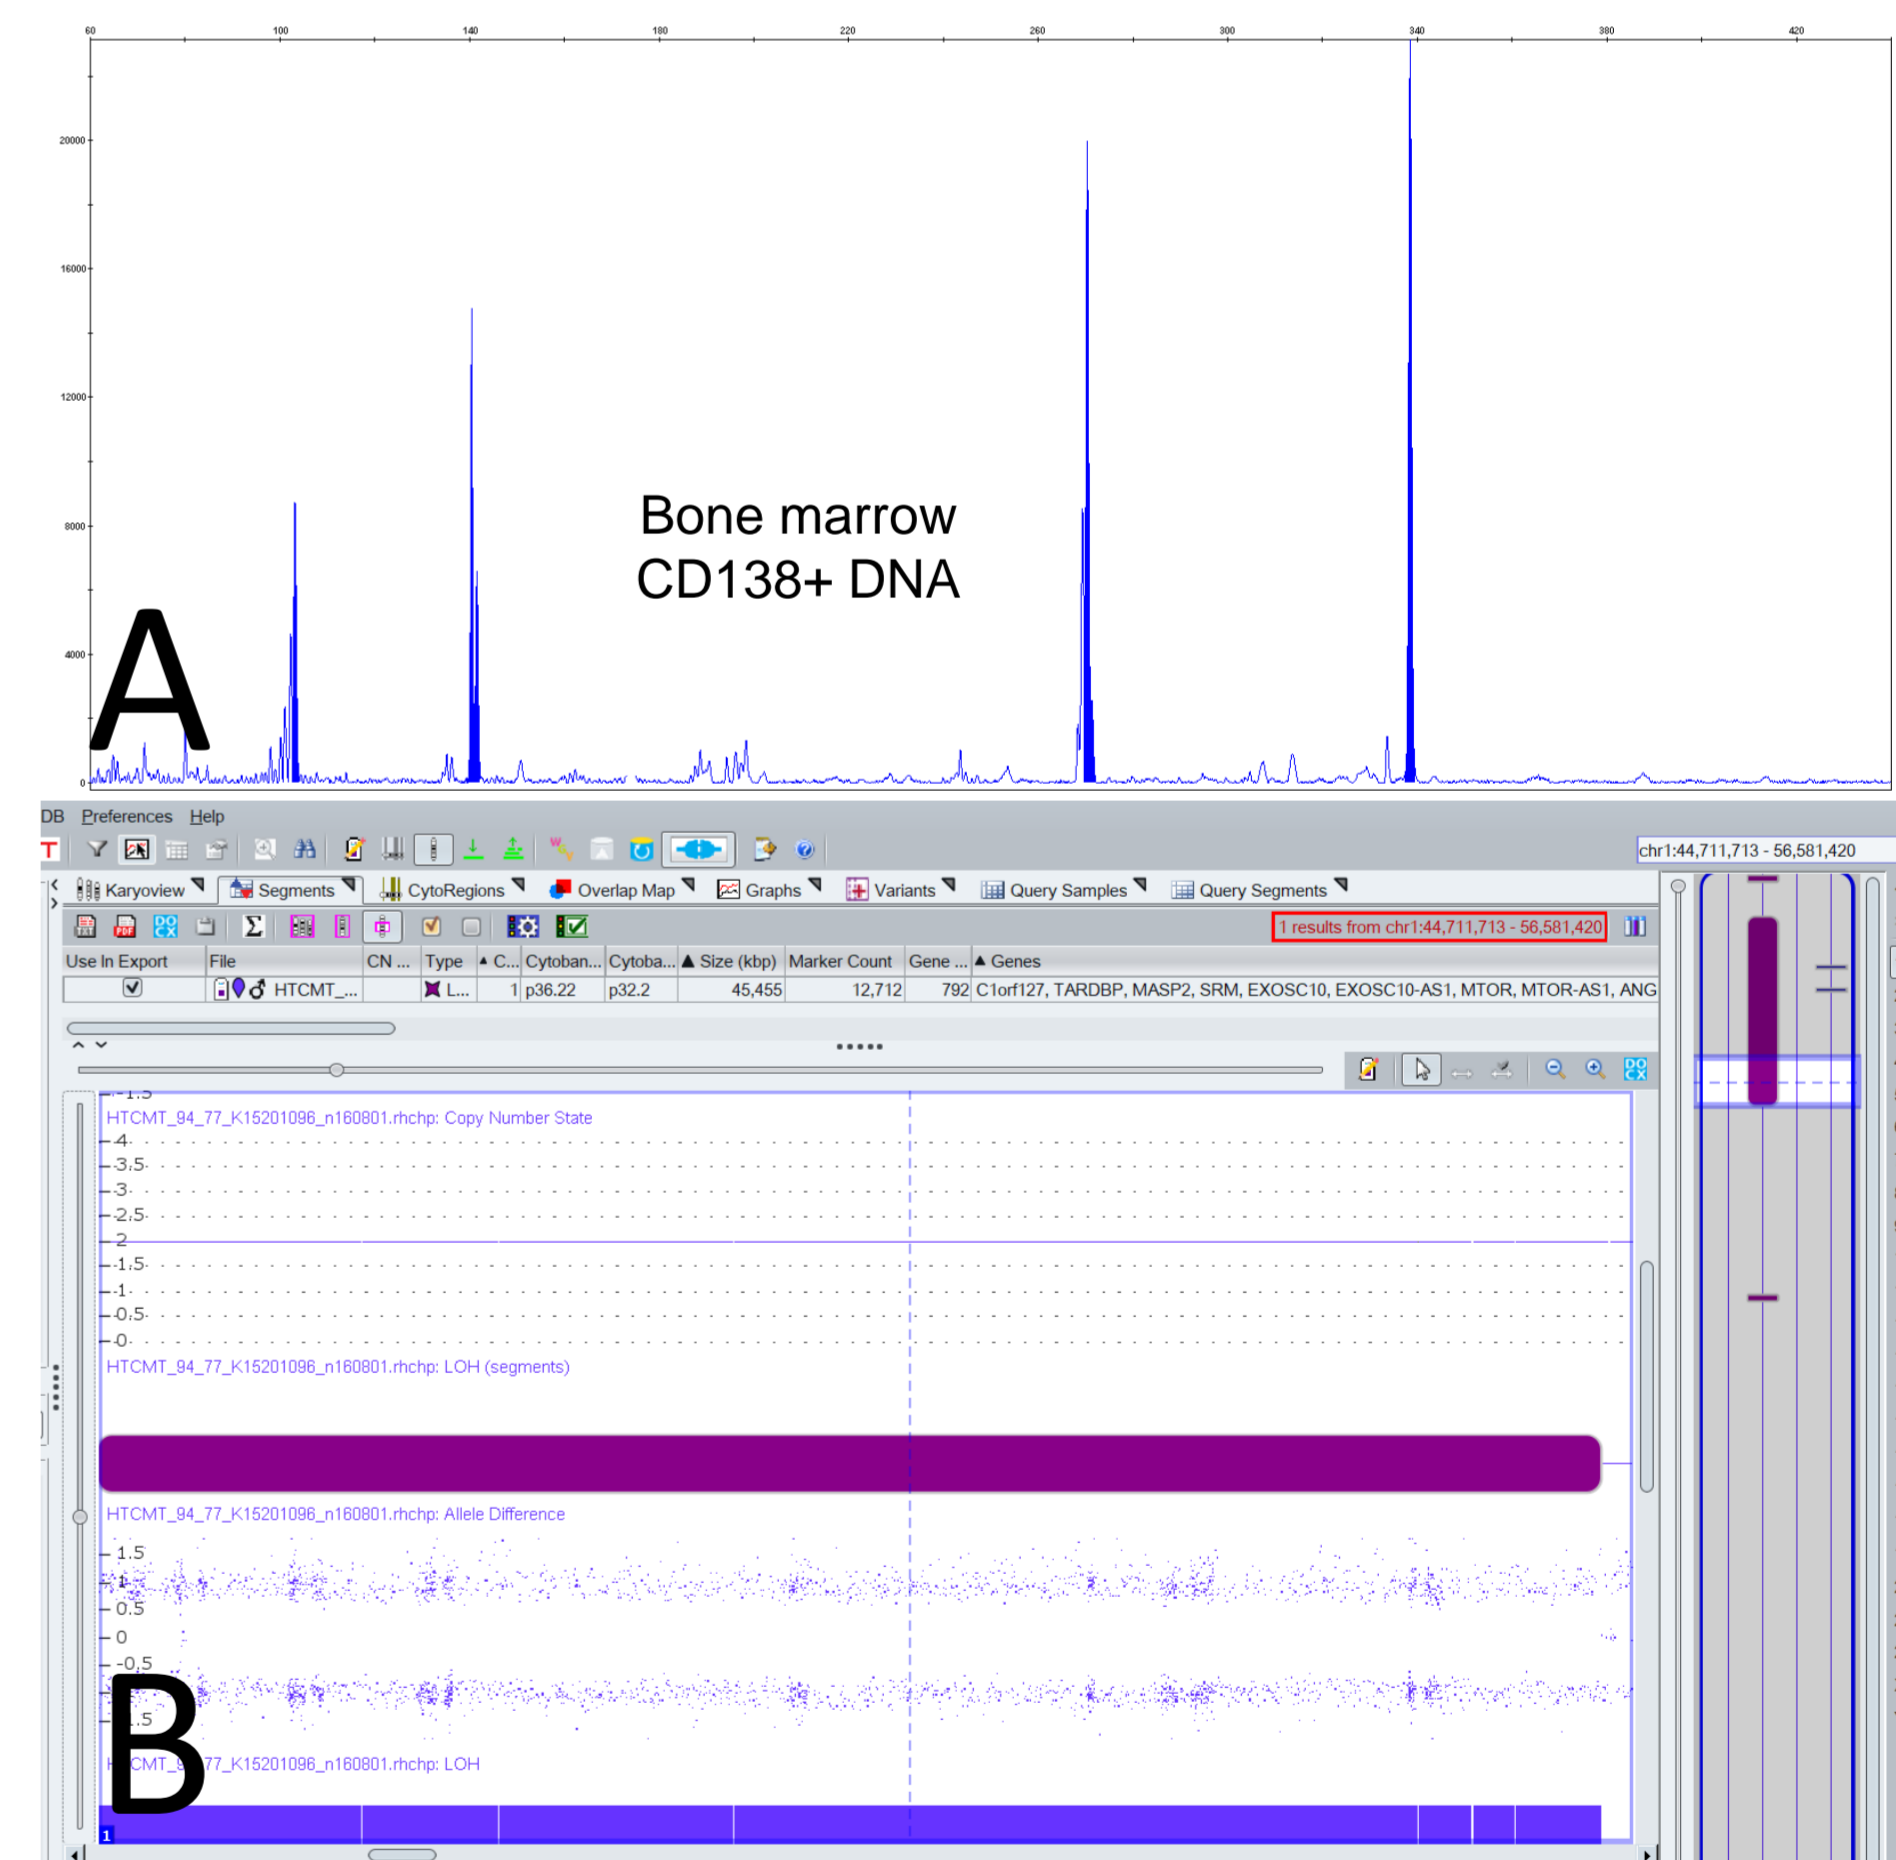 60 100 140 180 220 260 300 340 380 420
20000
16000
12000
8000
4000
0
Bone marrow
CD138+ DNA
A
DB Preferences Help
chr1:44,711,713 - 56,581,420
Karyoview Segments CytoRegions Overlap Map Graphs Variants Query Samples Query Segments
1 results from chr1:44,711,713 - 56,581,420
Use In Export File CN ... Type C... Cytoban... Cytoba... Size (kbp) Marker Count Gene ... Genes
HTCMT_... L... 1 p36.22 p32.2 45,455 12,712 792 C1orf127, TARDBP, MASP2, SRM, EXOSC10, EXOSC10-AS1, MTOR, MTOR-AS1, ANG
-1.5
HTCMT_94_77_K15201096_n160801.rhchp: Copy Number State
4
3.5
3
2.5
2
1.5
1
0.5
0
HTCMT_94_77_K15201096_n160801.rhchp: LOH (segments)
HTCMT_94_77_K15201096_n160801.rhchp: Allele Difference
1.5
1
0.5
0
-0.5
1.5
B
CMT_94_77_K15201096_n160801.rhchp: LOH
1